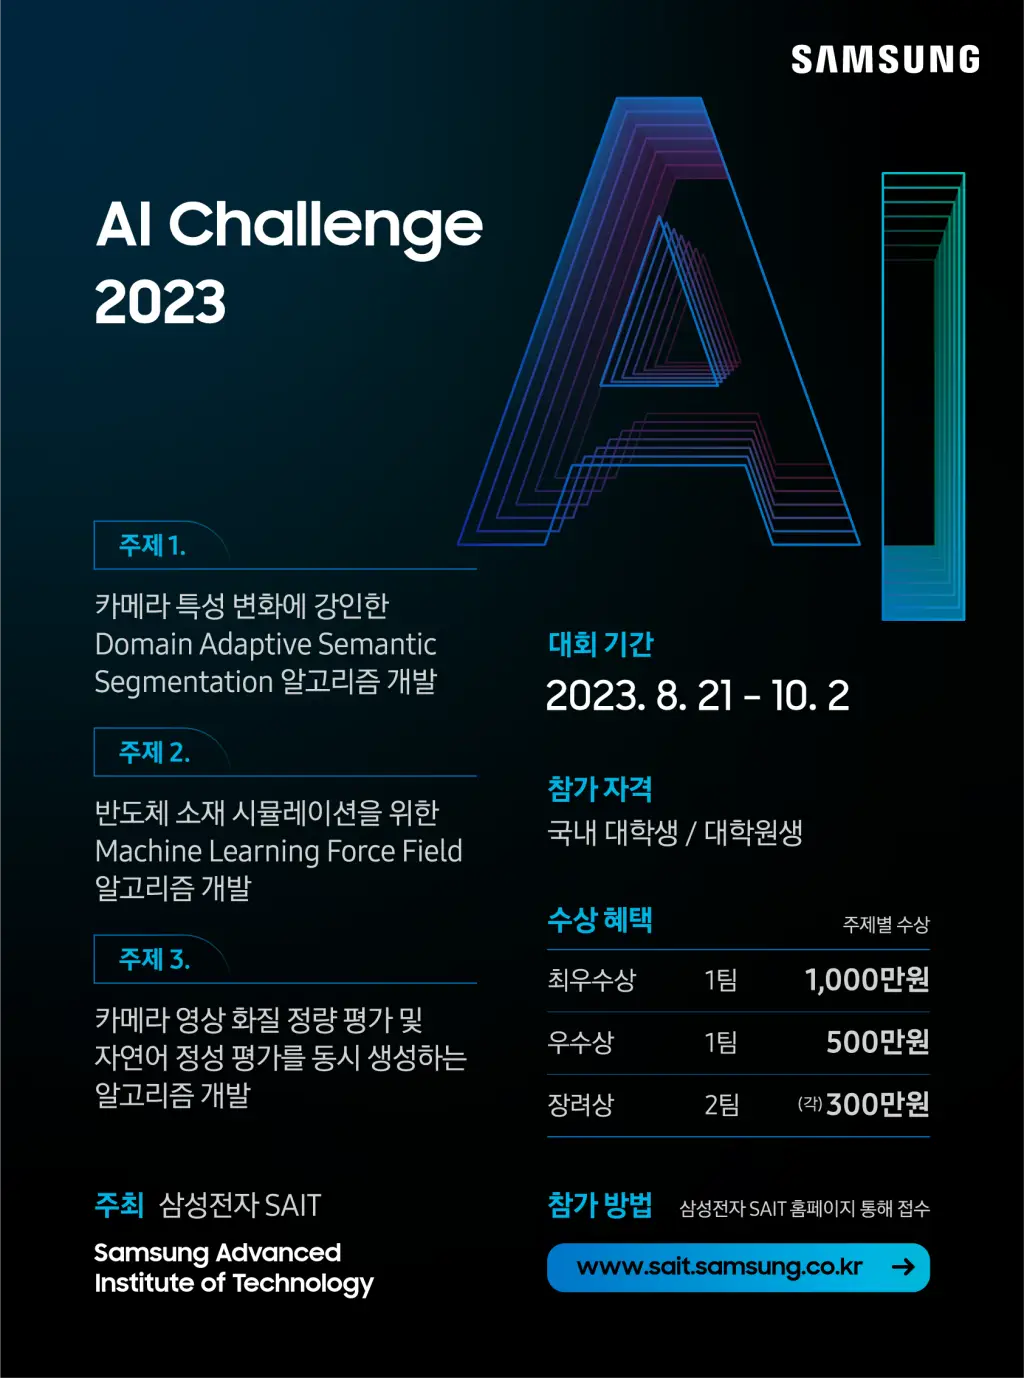 SAMSUNG
AI Challenge
2023
주제 1.
카메라 특성 변화에 강인한
Domain Adaptive Semantic
Segmentation 알고리즘 개발
주제 2.
반도체 소재 시뮬레이션을 위한
Machine Learning Force Field
알고리즘 개발
주제 3.
카메라 영상 화질 정량 평가 및
자연어 정성 평가를 동시 생성하는
알고리즘 개발
주최 삼성전자 SAIT
Samsung Advanced
Institute of Technology
AI
대회 기간
2023. 8. 21 – 10. 2
참가 자격
국내 대학생 / 대학원생
수상 혜택 주제별 수상
최우수상 1팀 1,000만원
우수상 1팀 500만원
장려상 2팀 (각) 300만원
참가 방법 삼성전자 SAIT 홈페이지 통해 접수
www.sait.samsung.co.kr →